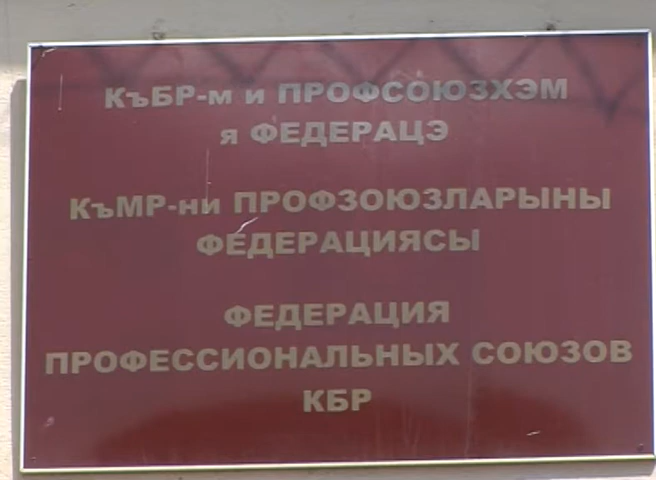 КъБР-м и ПРОФСОЮЗХЭМ
я ФЕДЕРАЦЭ
КъМР-ни ПРОФЗОЮЗЛАРЫНЫ
ФЕДЕРАЦИЯСЫ
ФЕДЕРАЦИЯ
ПРОФЕССИОНАЛЬНЫХ СОЮЗОВ
КБР